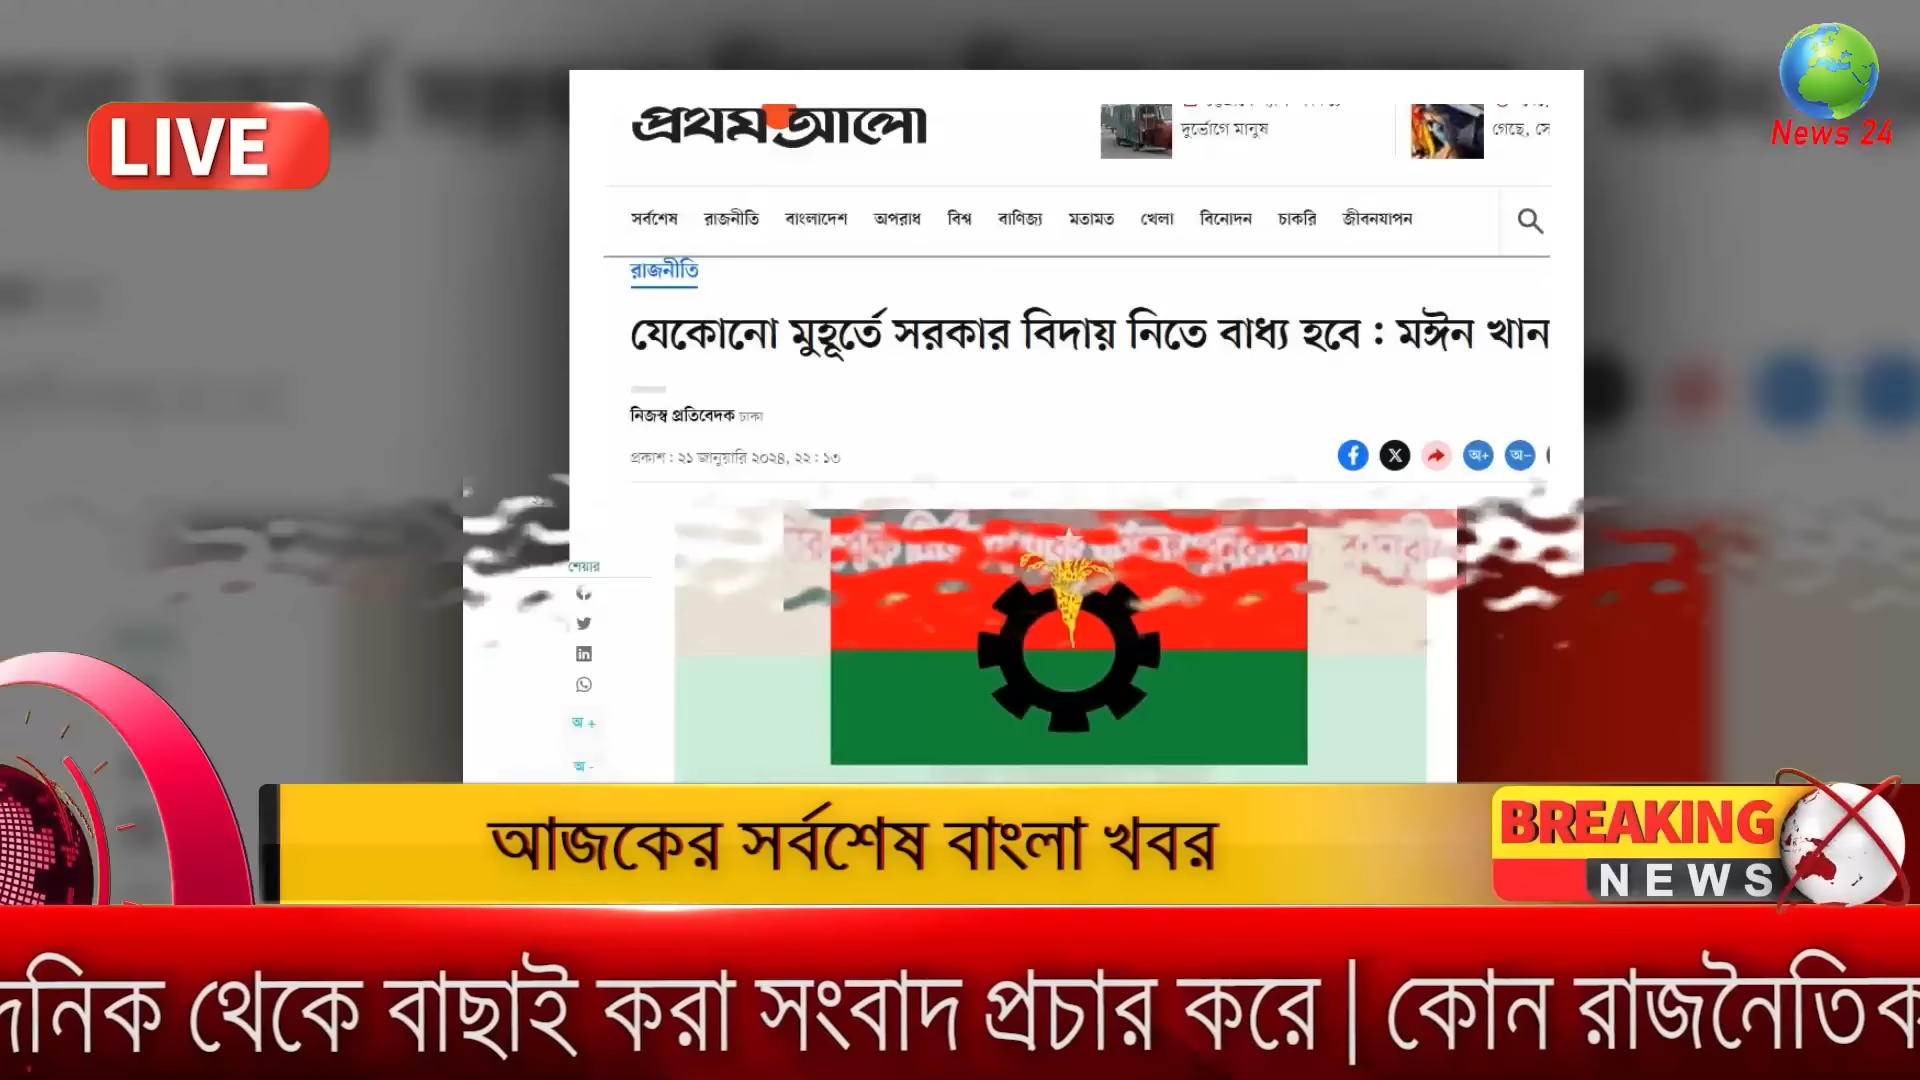 LIVE
News 24
প্রথম আলো
দুর্ভোগে মানুষ
গেছে, সে
সর্বশেষ রাজনীতি বাংলাদেশ অপরাধ বিশ্ব বাণিজ্য মতামত খেলা বিনোদন চাকরি জীবনযাপন
রাজনীতি
যেকোনো মুহূর্তে সরকার বিদায় নিতে বাধ্য হবে : মঈন খান
নিজস্ব প্রতিবেদক ঢাকা
প্রকাশ : ২১ জানুয়ারি ২০২৪, ২২ : ১৩
অ+ অ−
শেয়ার
অ +
অ -
আজকের সর্বশেষ বাংলা খবর
BREAKING
NEWS
দৈনিক থেকে বাছাই করা সংবাদ প্রচার করে | কোন রাজনৈতিক